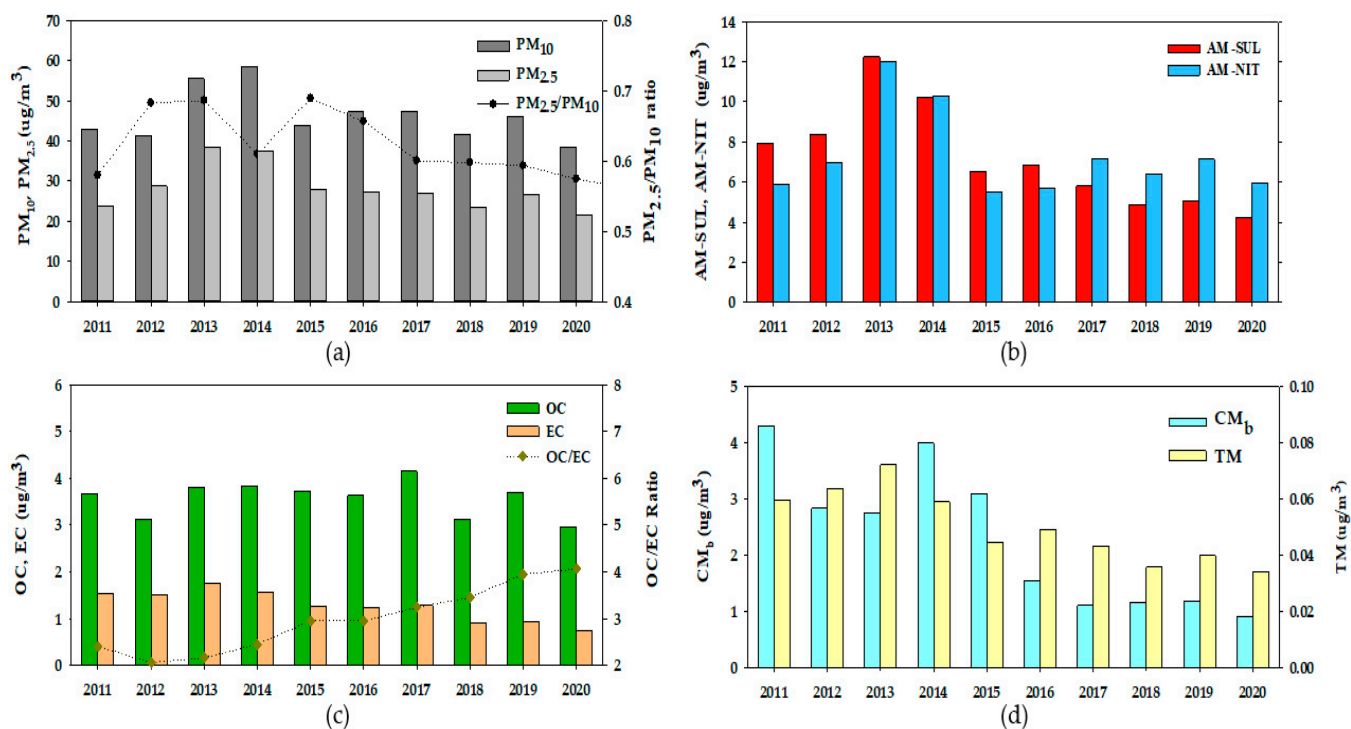 PM10, PM2.5 (ug/m3)
70
60
50
40
30
20
10
0
PM10
PM2.5
PM2.5/PM10
0.8
0.7
0.6
0.5
0.4
PM2.5/PM10 ratio
2011 2012 2013 2014 2015 2016 2017 2018 2019 2020
(a)
AM-SUL, AM-NIT (ug/m3)
14
12
10
8
6
4
2
0
AM-SUL
AM-NIT
2011 2012 2013 2014 2015 2016 2017 2018 2019 2020
(b)
OC, EC (ug/m3)
6
5
4
3
2
1
0
OC
EC
OC/EC
8
7
6
5
4
3
2
OC/EC Ratio
2011 2012 2013 2014 2015 2016 2017 2018 2019 2020
(c)
CMb (ug/m3)
5
4
3
2
1
0
CMb
TM
0.10
0.08
0.06
0.04
0.02
0.00
TM (ug/m3)
2011 2012 2013 2014 2015 2016 2017 2018 2019 2020
(d)